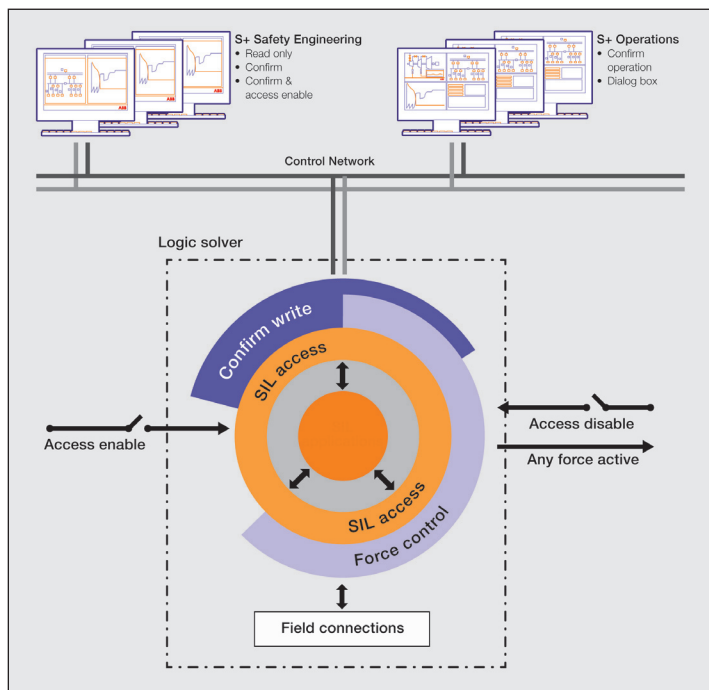 S+ Safety Engineering
• Read only
• Confirm
• Confirm &
access enable
ABB
S+ Operations
• Confirm
operation
• Dialog box
Control Network
Logic solver
Confirm write
SIL access
Access enable
Access disable
Any force active
SIL access
Force control
Field connections